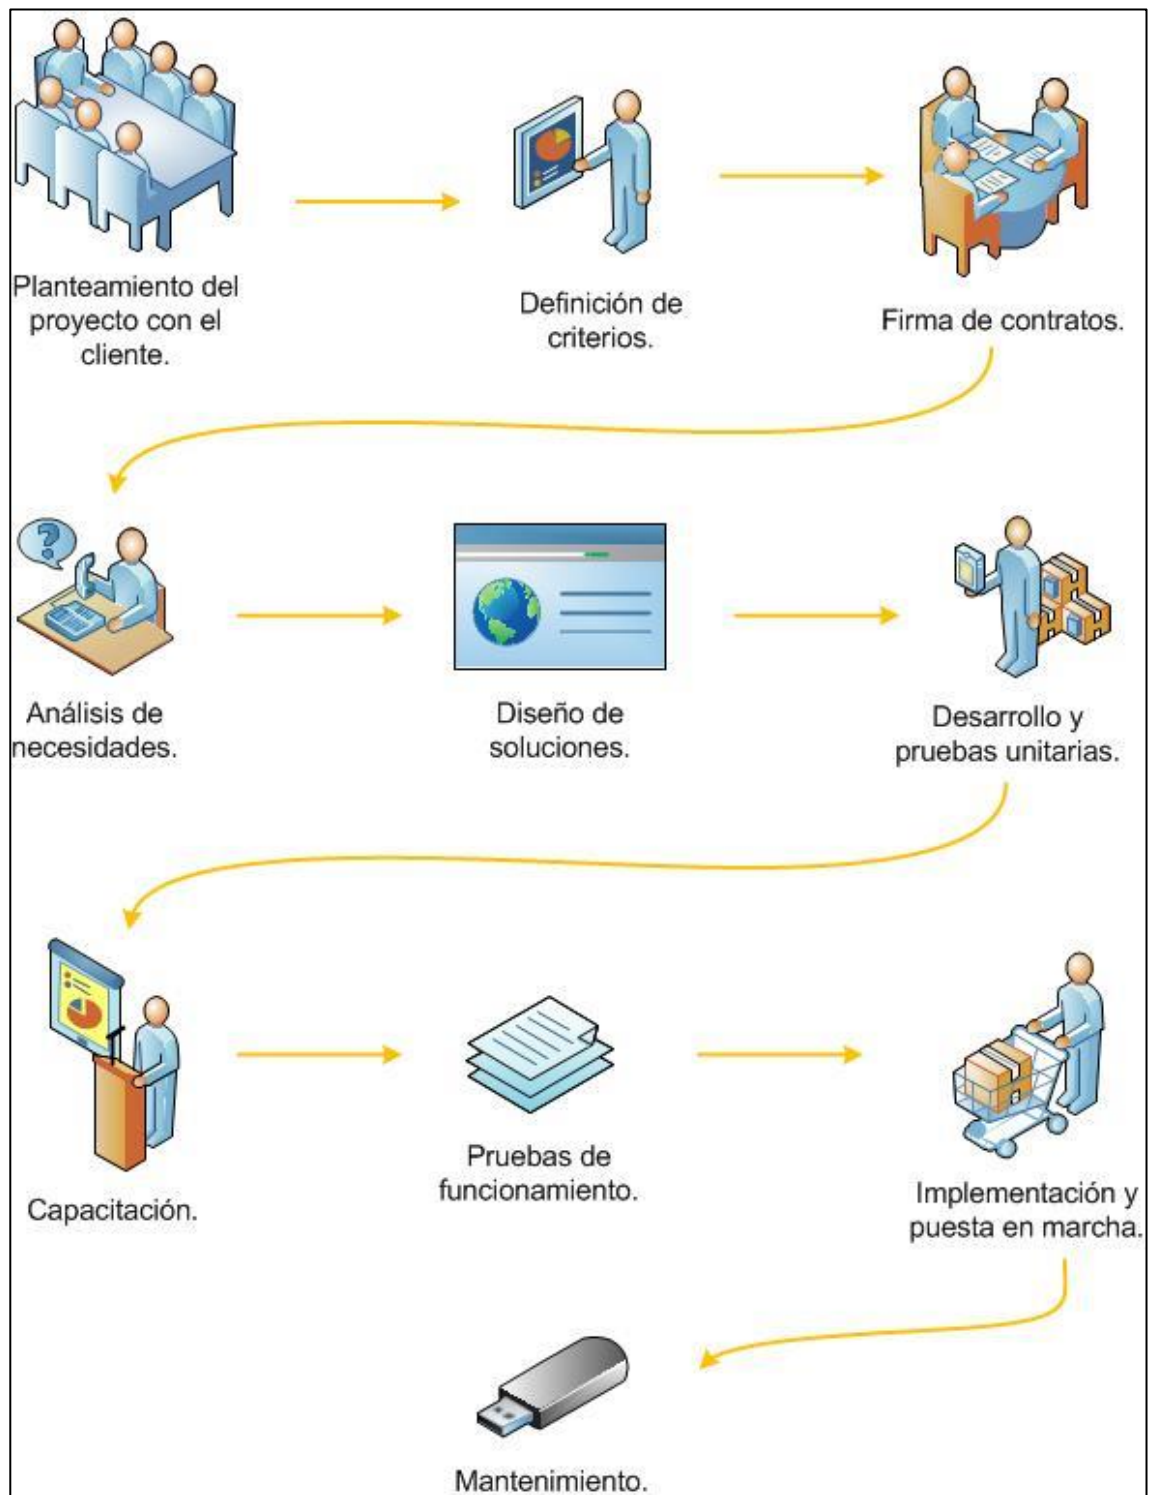 Planteamiento del
proyecto con el
cliente.
Definición de
criterios.
Firma de contratos.
?
Análisis de
necesidades.
Diseño de
soluciones.
Desarrollo y
pruebas unitarias.
Capacitación.
Pruebas de
funcionamiento.
Implementación y
puesta en marcha.
Mantenimiento.